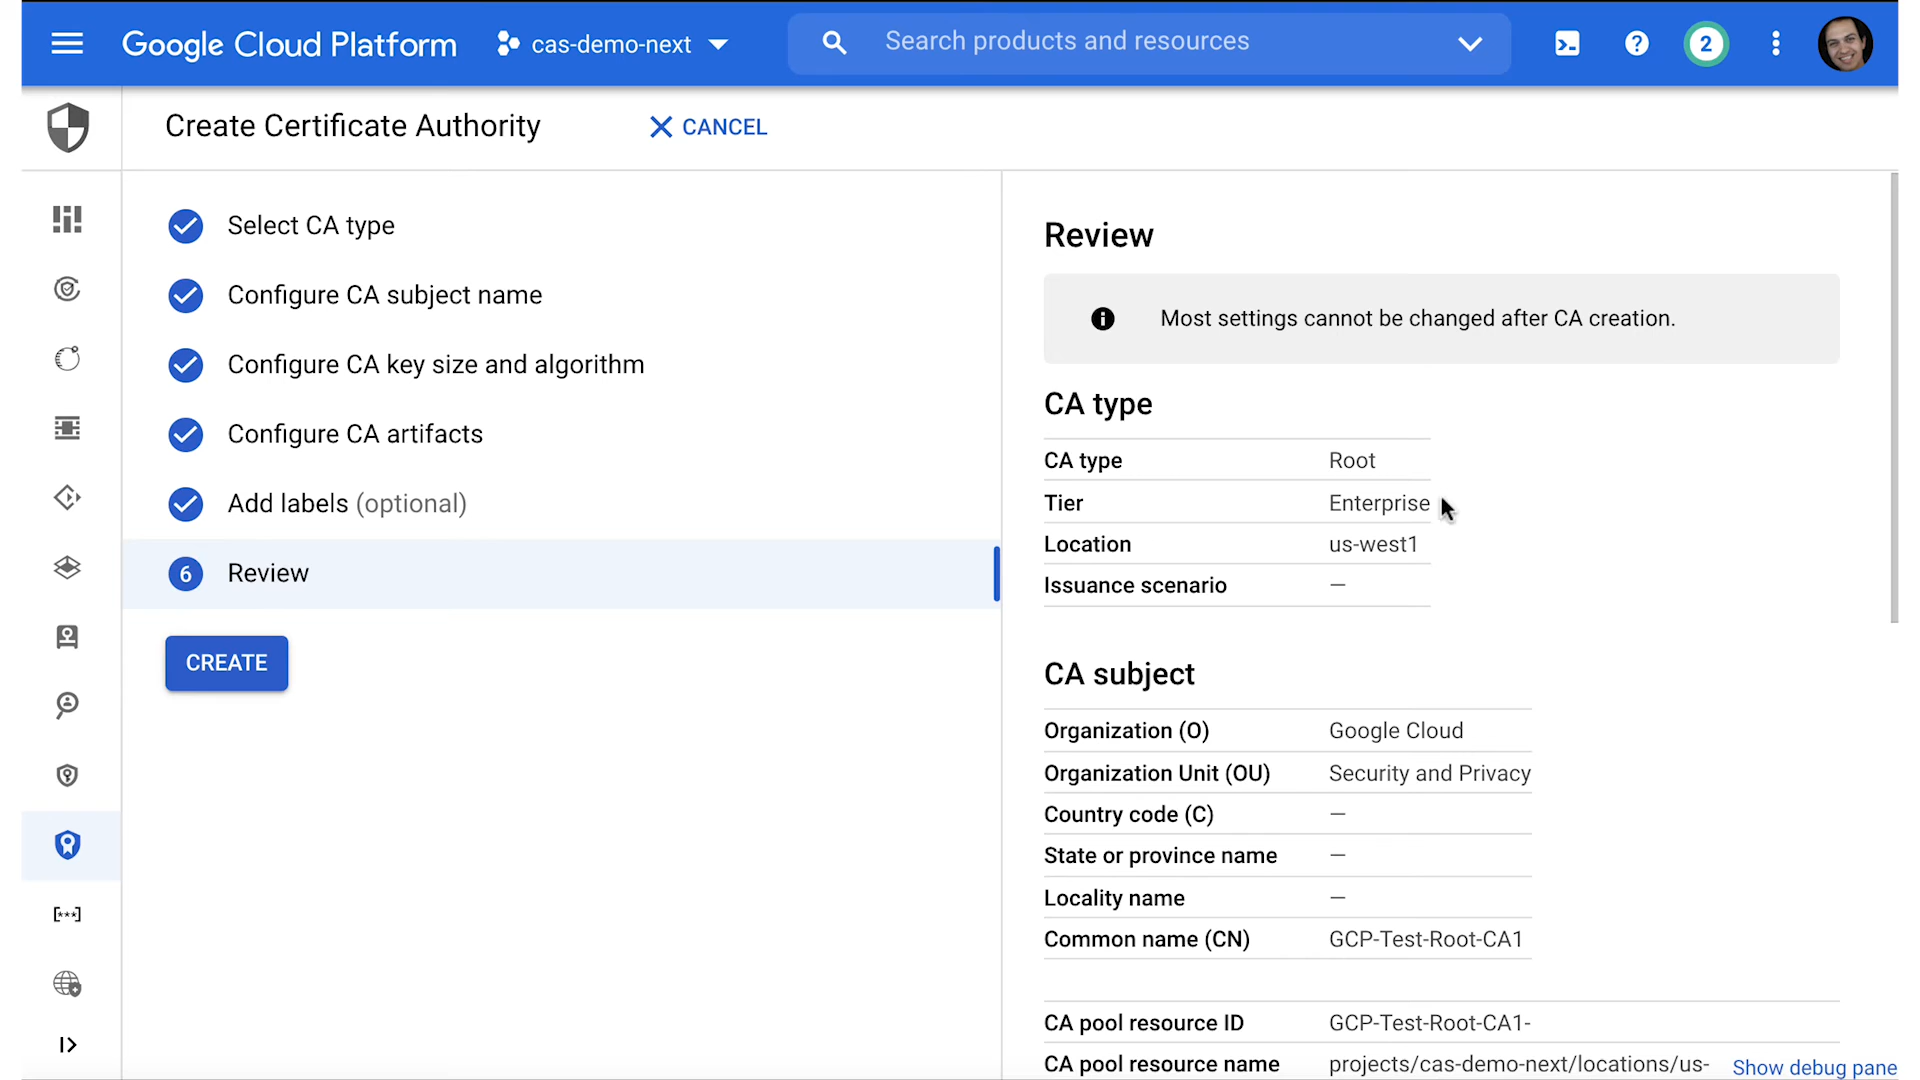 Google Cloud Platform
cas-demo-next
Search products and resources
2
Create Certificate Authority
CANCEL
Select CA type
Configure CA subject name
Configure CA key size and algorithm
Configure CA artifacts
Add labels (optional)
6 Review
CREATE
Review
Most settings cannot be changed after CA creation.
CA type
CA type Root
Tier Enterprise
Location us-west1
Issuance scenario —
CA subject
Organization (O) Google Cloud
Organization Unit (OU) Security and Privacy
Country code (C) —
State or province name —
Locality name —
Common name (CN) GCP-Test-Root-CA1
CA pool resource ID GCP-Test-Root-CA1-
CA pool resource name projects/cas-demo-next/locations/us-
Show debug pane